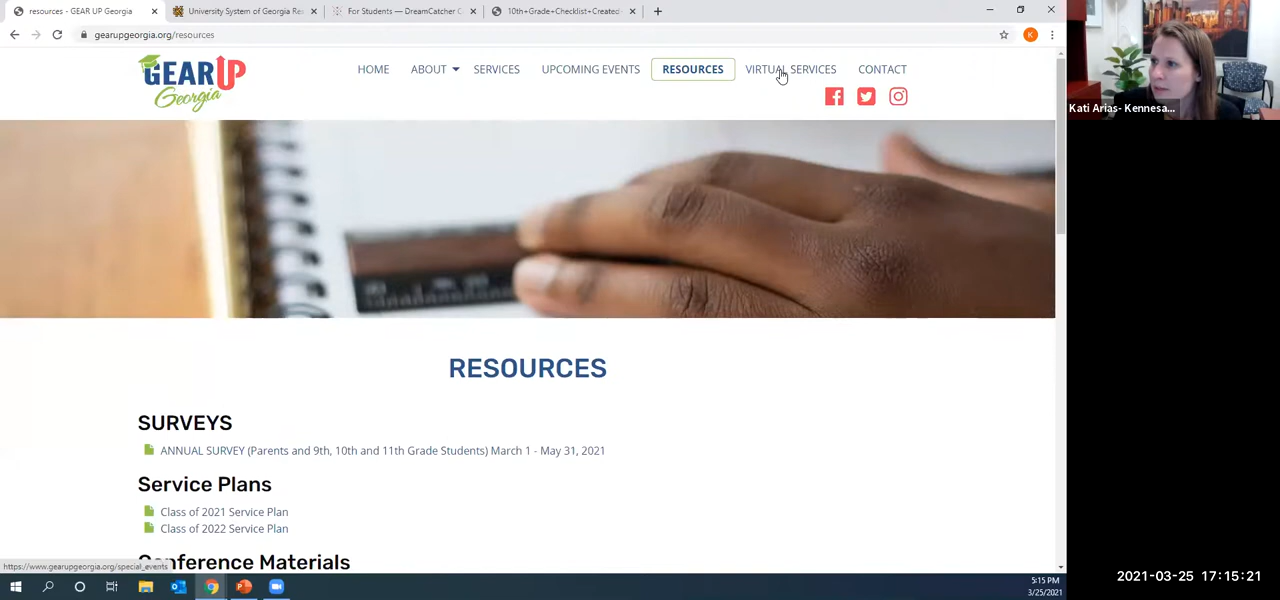 resources - GEAR UP Georgia
University System of Georgia Re
For Students — DreamCatcher C
10th+Grade+Checklist+Created
gearupgeorgia.org/resources
K
GEAR UP
Georgia
HOME ABOUT SERVICES UPCOMING EVENTS RESOURCES VIRTUAL SERVICES CONTACT
Kati Arias- Kennesa...
RESOURCES
SURVEYS
ANNUAL SURVEY (Parents and 9th, 10th and 11th Grade Students) March 1 - May 31, 2021
Service Plans
Class of 2021 Service Plan
Class of 2022 Service Plan
Conference Materials
https://www.gearupgeorgia.org/special_events
5:15 PM
3/25/2021
2021-03-25 17:15:21